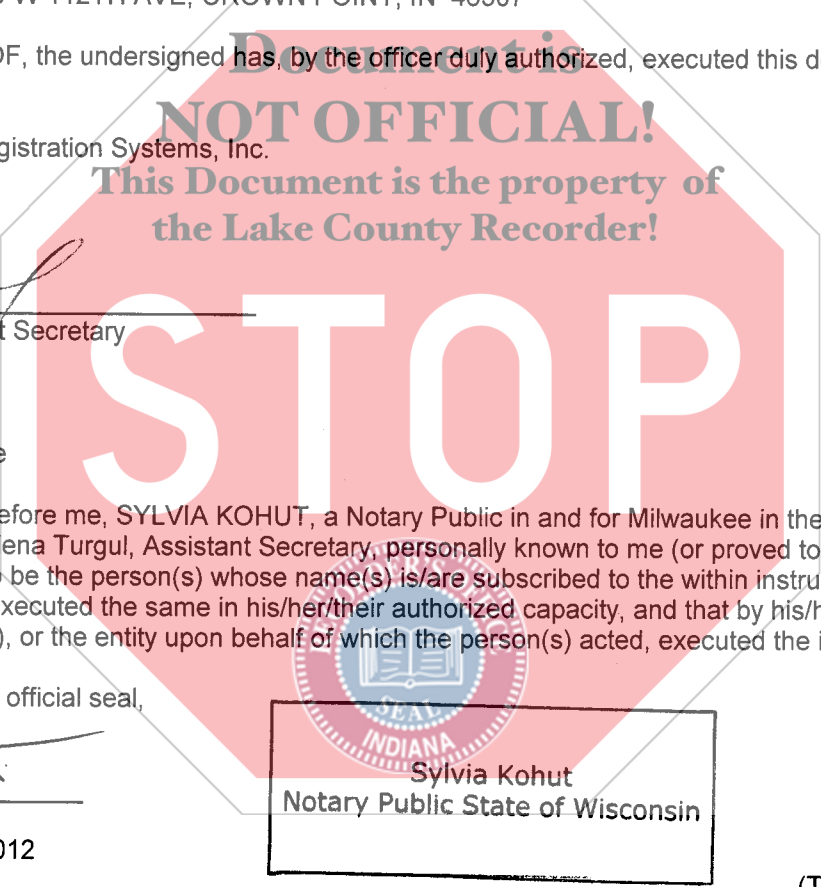 W 112TH AVE, CROWN POINT, IN
OF, the undersigned has, by the officer duly authorized, executed this d
Document is
NOT OFFICIAL!
gistration Systems, Inc.
This Document is the property of
the Lake County Recorder!
t Secretary
STOP
e
efore me, SYLVIA KOHUT, a Notary Public in and for Milwaukee in the
ena Turgul, Assistant Secretary, personally known to me (or proved to
be the person(s) whose name(s) is/are subscribed to the within instru
xecuted the same in his/her/their authorized capacity, and that by his/h
), or the entity upon behalf of which the person(s) acted, executed the i
official seal,
SEAL
INDIANA
Sylvia Kohut
Notary Public State of Wisconsin
012
(T